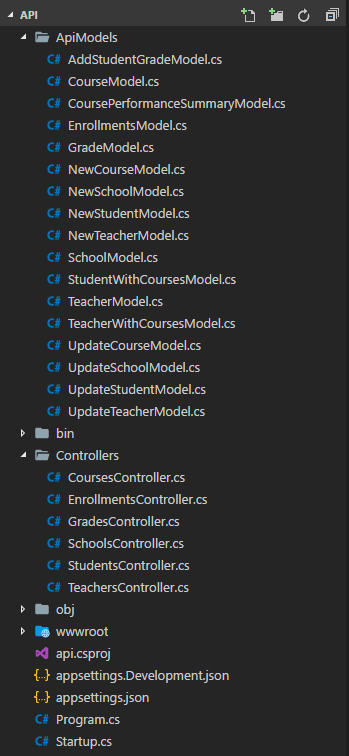 API
ApiModels
C# AddStudentGradeModel.cs
C# CourseModel.cs
C# CoursePerformanceSummaryModel.cs
C# EnrollmentsModel.cs
C# GradeModel.cs
C# NewCourseModel.cs
C# NewSchoolModel.cs
C# NewStudentModel.cs
C# NewTeacherModel.cs
C# SchoolModel.cs
C# StudentWithCoursesModel.cs
C# TeacherModel.cs
C# TeacherWithCoursesModel.cs
C# UpdateCourseModel.cs
C# UpdateSchoolModel.cs
C# UpdateStudentModel.cs
C# UpdateTeacherModel.cs
bin
Controllers
C# CoursesController.cs
C# EnrollmentsController.cs
C# GradesController.cs
C# SchoolsController.cs
C# StudentsController.cs
C# TeachersController.cs
obj
wwwroot
api.csproj
{..} appsettings.Development.json
{..} appsettings.json
C# Program.cs
C# Startup.cs